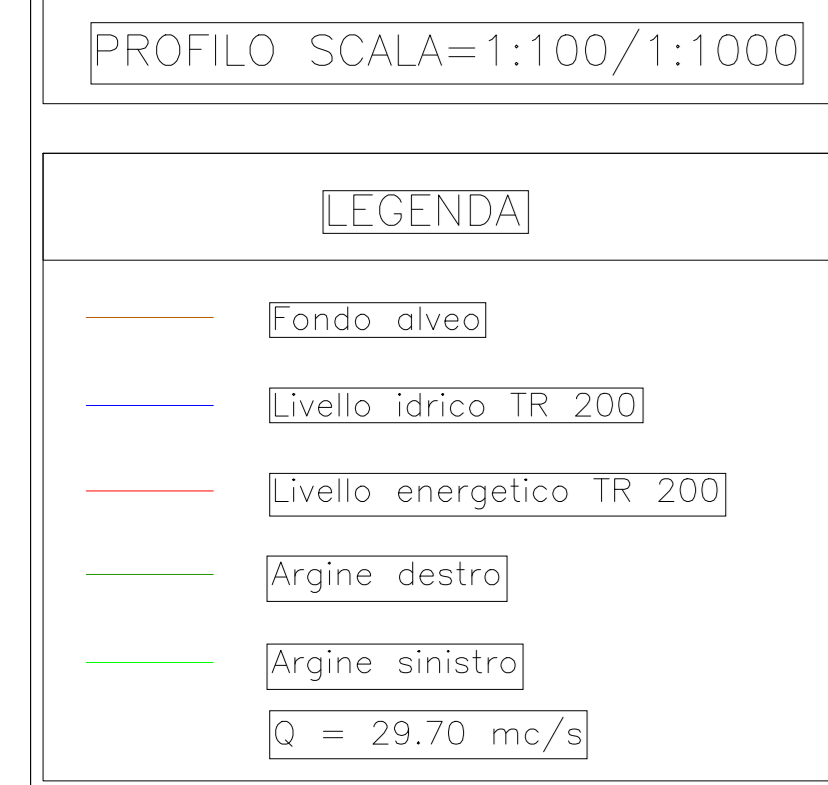 PROFILO SCALA=1:100/1:1000
LEGENDA
Fondo alveo
Livello idrico TR 200
Livello energetico TR 200
Argine destro
Argine sinistro
Q = 29.70 mc/s